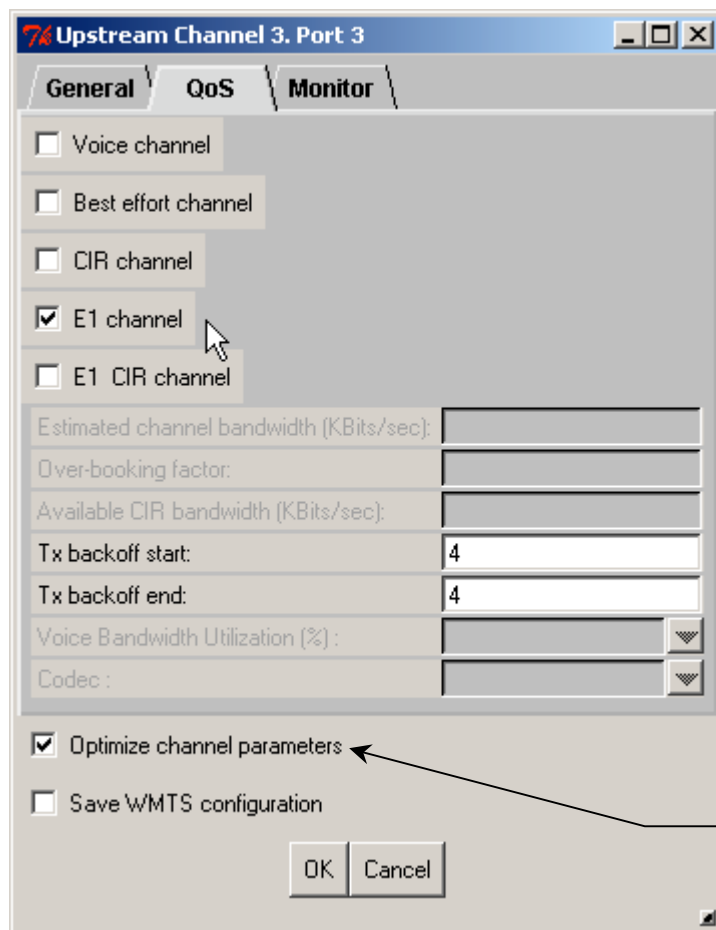 Upstream Channel 3. Port 3
General QoS Monitor
Voice channel
Best effort channel
CIR channel
E1 channel
E1 CIR channel
Estimated channel bandwidth (KBits/sec):
Over-booking factor:
Available CIR bandwidth (KBits/sec):
Tx backoff start: 4
Tx backoff end: 4
Voice Bandwidth Utilization (%) :
Codec :
Optimize channel parameters
Save WMTS configuration
OK Cancel